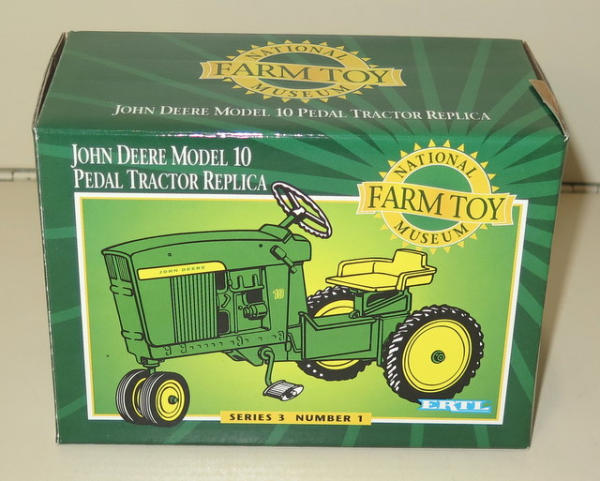 NATIONAL
FARM TOY
MUSEUM
JOHN DEERE MODEL 10 PEDAL TRACTOR REPLICA
JOHN DEERE MODEL 10
PEDAL TRACTOR REPLICA
NATIONAL
FARM TOY
MUSEUM
JOHN DEERE
10
SERIES 3 NUMBER 1
ERTL